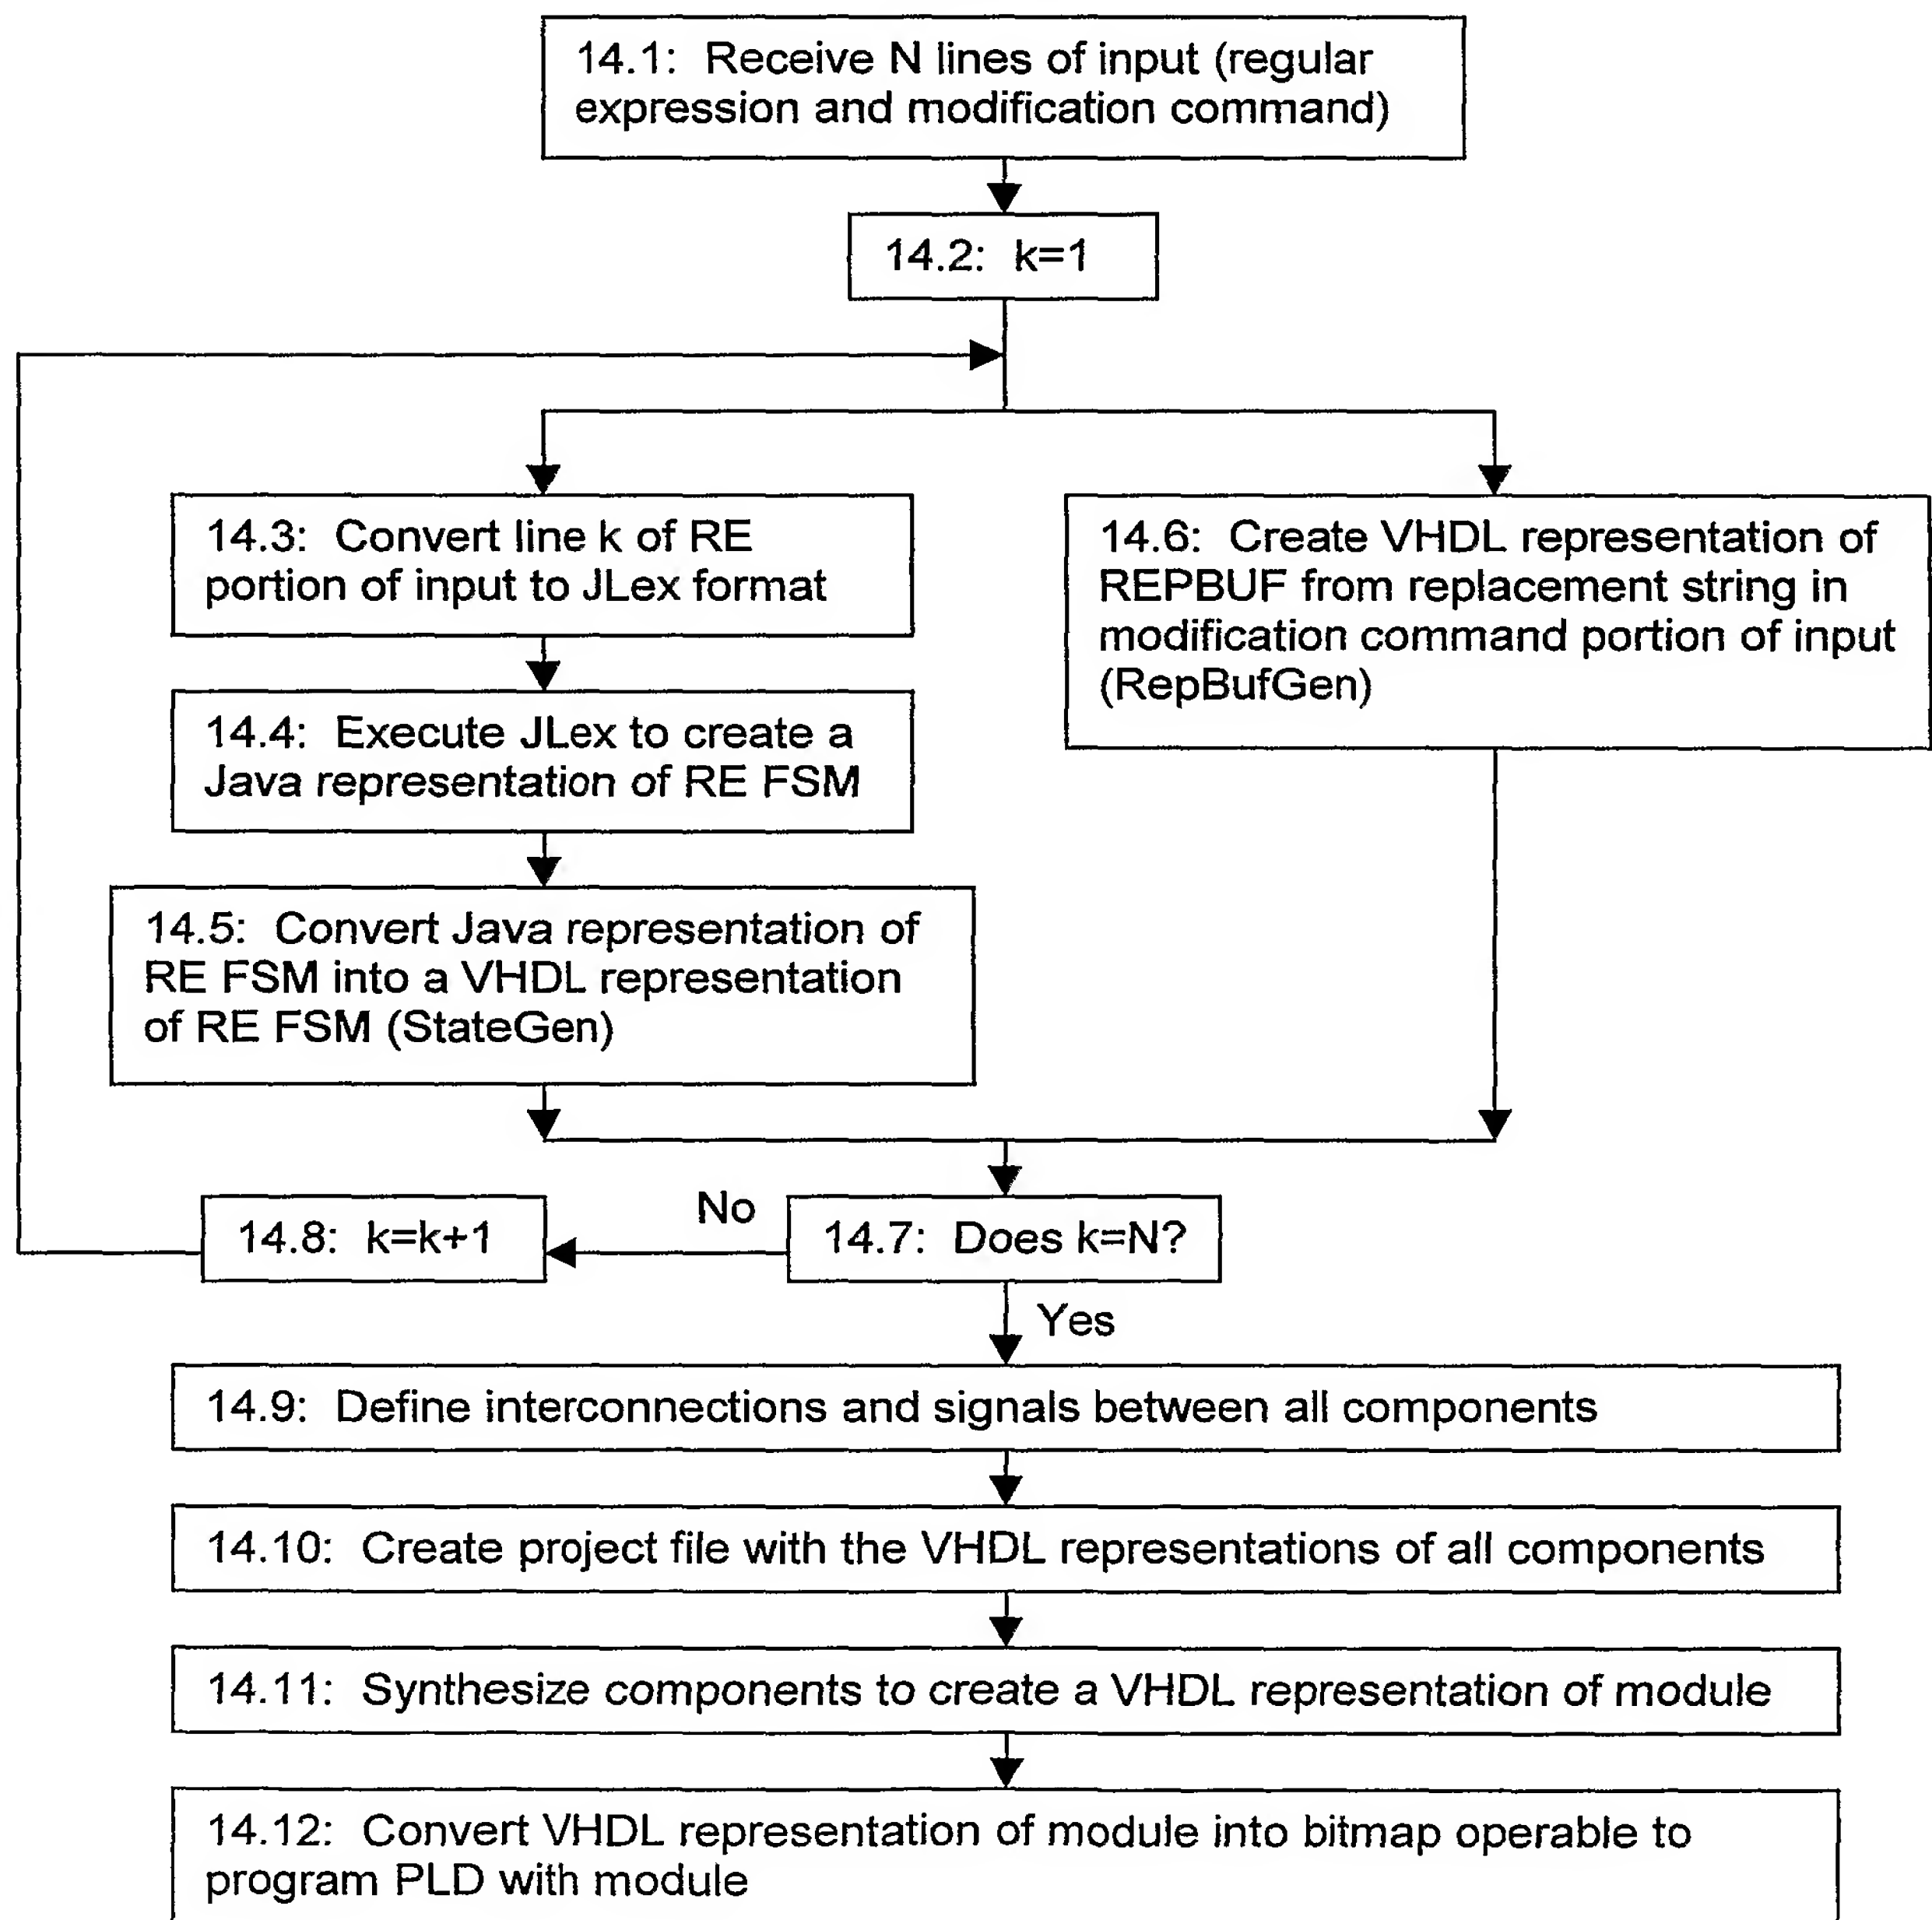 14.1: Receive N lines of input (regular
expression and modification command)
14.2: k=1
14.3: Convert line k of RE
portion of input to JLex format
14.6: Create VHDL representation of
REPBUF from replacement string in
modification command portion of input
(RepBufGen)
14.4: Execute JLex to create a
Java representation of RE FSM
14.5: Convert Java representation of
RE FSM into a VHDL representation
of RE FSM (StateGen)
14.8: k=k+1
No
14.7: Does k=N?
Yes
14.9: Define interconnections and signals between all components
14.10: Create project file with the VHDL representations of all components
14.11: Synthesize components to create a VHDL representation of module
14.12: Convert VHDL representation of module into bitmap operable to
program PLD with module